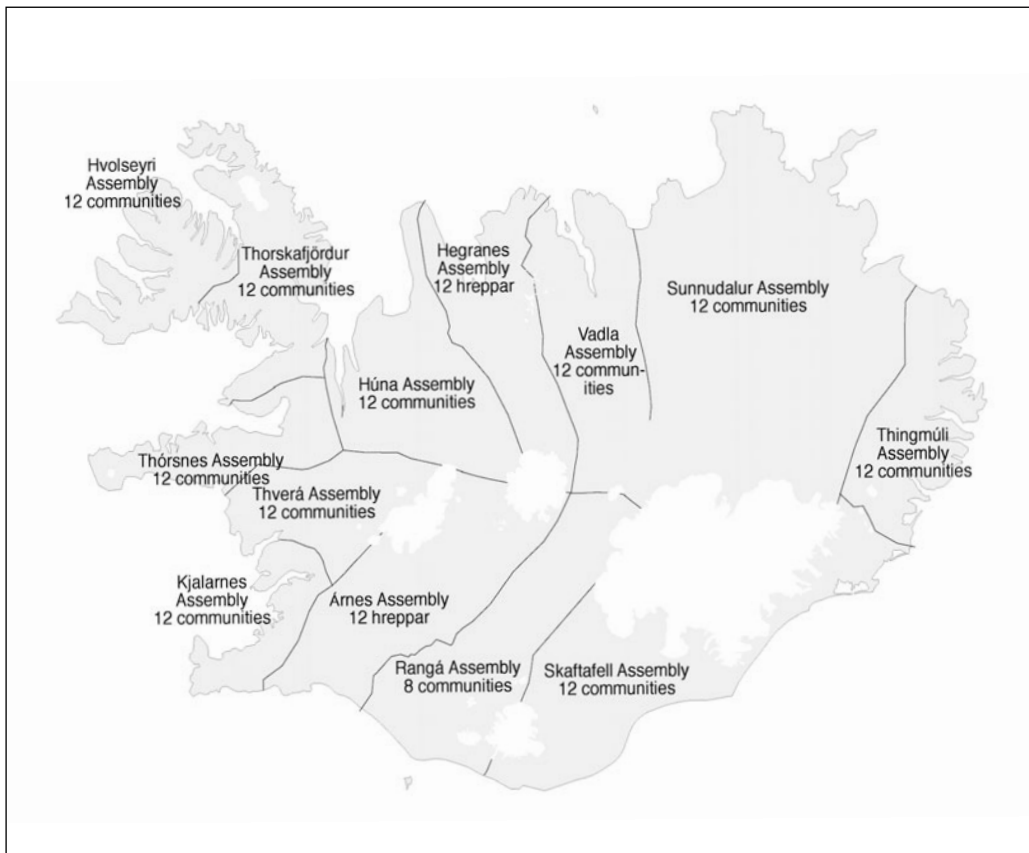 Hvolseyri
Assembly
12 communities
Thorskafjördur
Assembly
12 communities
Hegranes
Assembly
12 hreppar
Sunnudalur Assembly
12 communities
Vadla
Assembly
12 commun-
ities
Húna Assembly
12 communities
Thingmúli
Assembly
12 communities
Thórsnes Assembly
12 communities
Thverá Assembly
12 communities
Kjalarnes
Assembly
12 communities
Árnes Assembly
12 hreppar
Rangá Assembly
8 communities
Skaftafell Assembly
12 communities